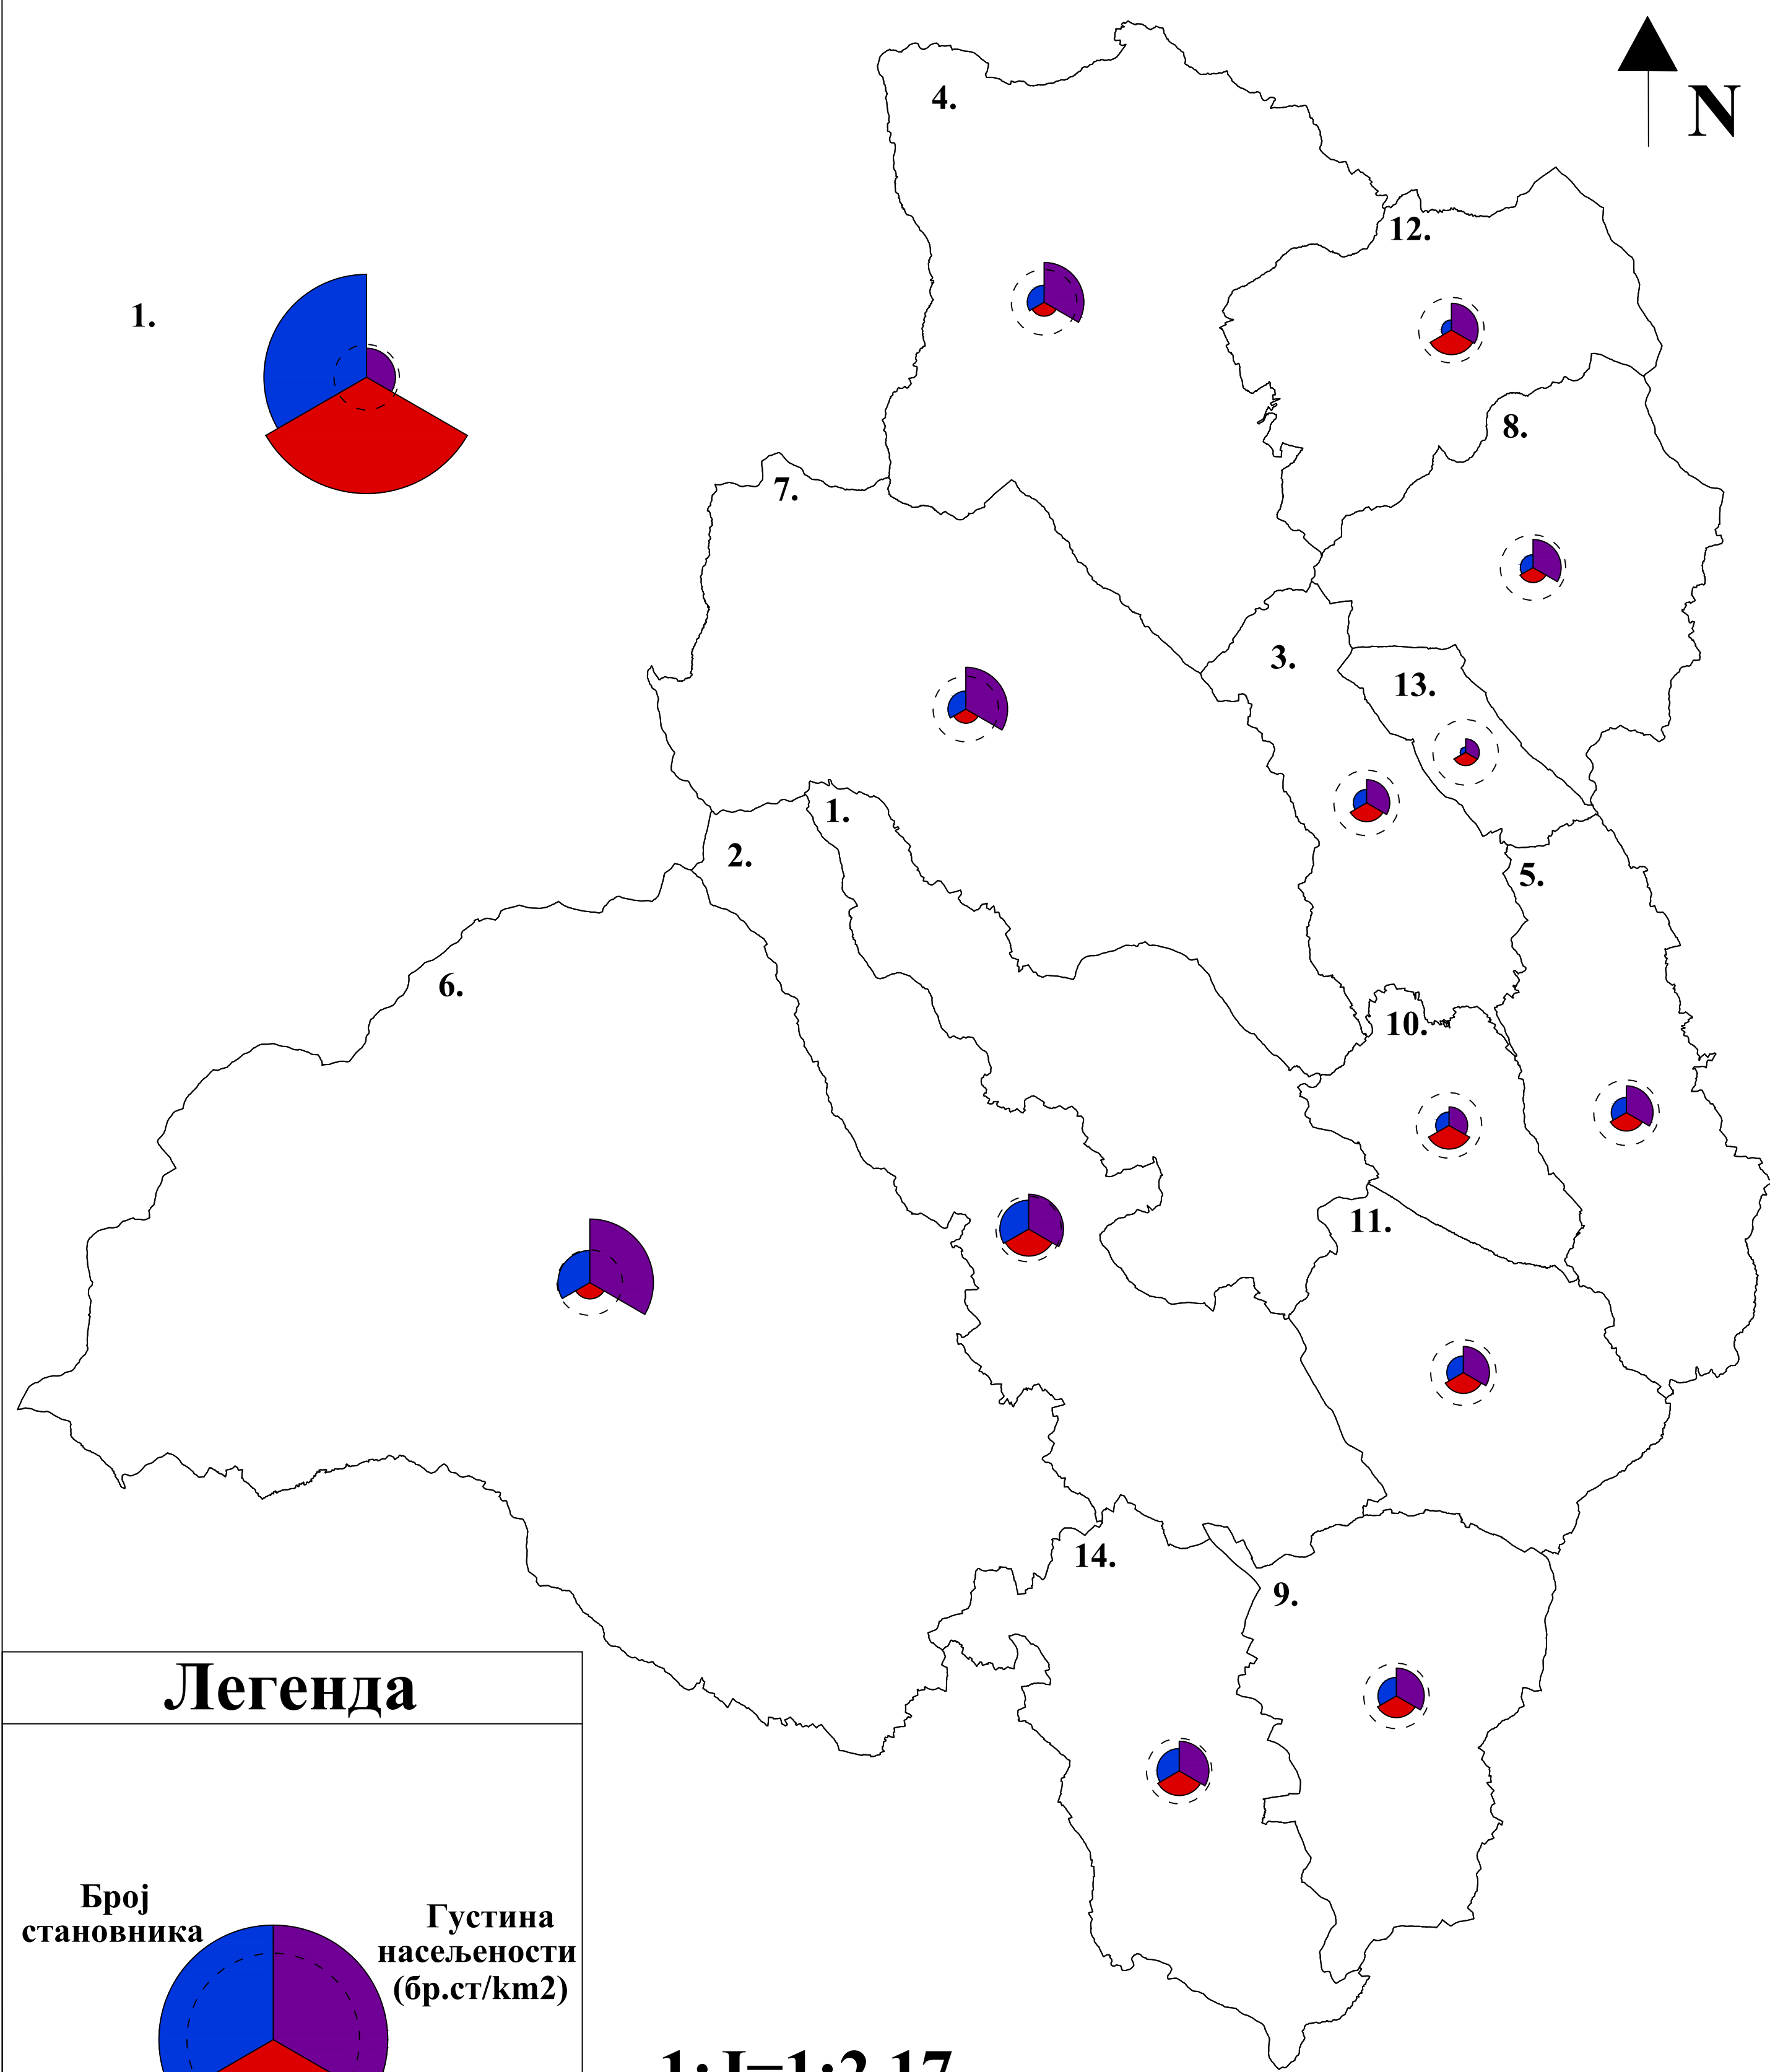 N
4.
12.
1.
8.
7.
3.
13.
1.
2.
5.
6.
10.
11.
14.
9.
Легенда
Број
становника
Густина
насељености
(бр.ст/km2)